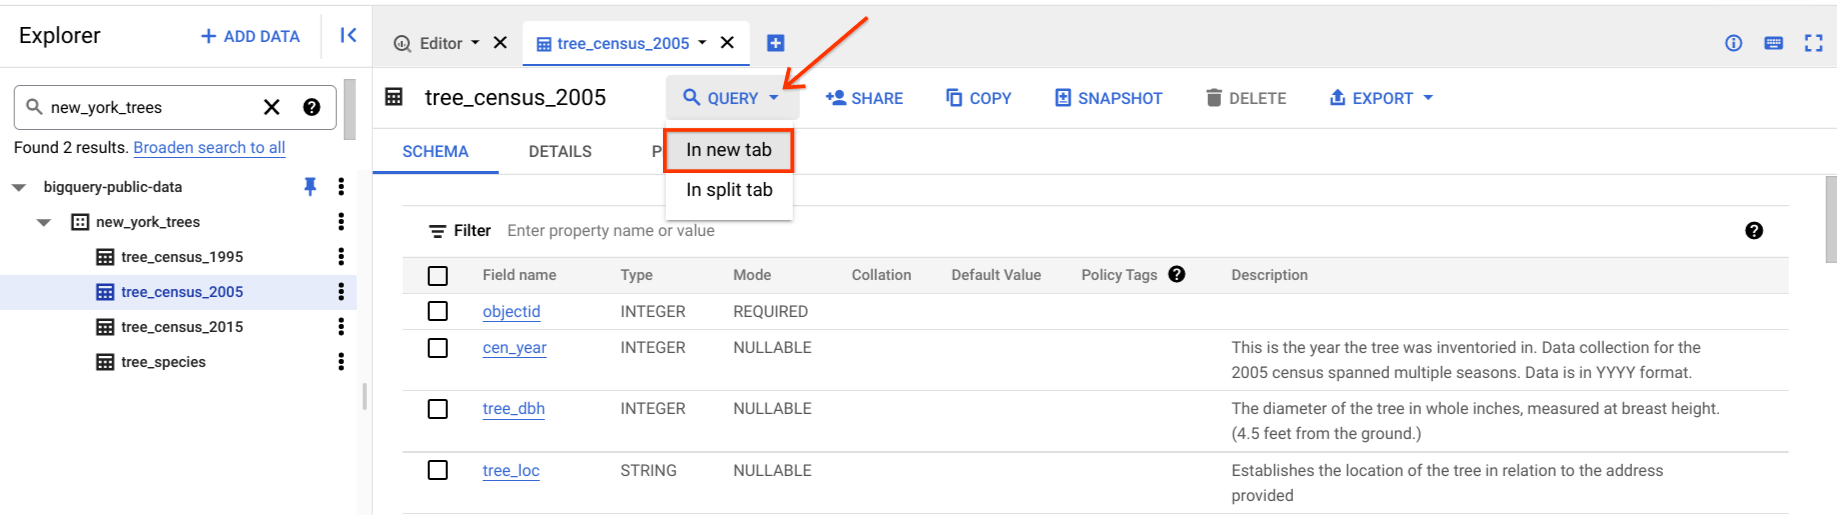 Explorer
+ ADD DATA
Editor
tree_census_2005
new_york_trees
Found 2 results. Broaden search to all
bigquery-public-data
new_york_trees
tree_census_1995
tree_census_2005
tree_census_2015
tree_species
tree_census_2005
QUERY
SHARE
COPY
SNAPSHOT
DELETE
EXPORT
In new tab
In split tab
SCHEMA
DETAILS
P
Filter Enter property name or value
Field name Type Mode Collation Default Value Policy Tags Description
objectid INTEGER REQUIRED
cen_year INTEGER NULLABLE This is the year the tree was inventoried in. Data collection for the
2005 census spanned multiple seasons. Data is in YYYY format.
tree_dbh INTEGER NULLABLE The diameter of the tree in whole inches, measured at breast height.
(4.5 feet from the ground.)
tree_loc STRING NULLABLE Establishes the location of the tree in relation to the address
provided